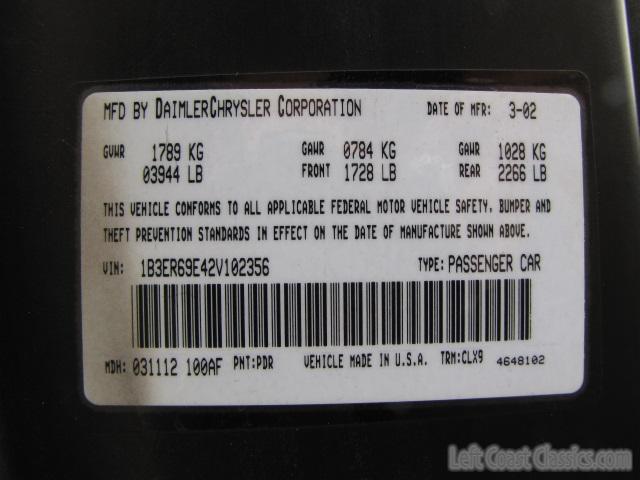 MFD BY DAIMLERCHRYSLER CORPORATION DATE OF MFR: 3-02
GVWR 1789 KG GAWR 0784 KG GAWR 1028 KG
03944 LB FRONT 1728 LB REAR 2266 LB
THIS VEHICLE CONFORMS TO ALL APPLICABLE FEDERAL MOTOR VEHICLE SAFETY, BUMPER AND
THEFT PREVENTION STANDARDS IN EFFECT ON THE DATE OF MANUFACTURE SHOWN ABOVE.
VIN: 1B3ER69E42V102356 TYPE: PASSENGER CAR
MDH: 031112 100AF PNT:PDR VEHICLE MADE IN U.S.A. TRM:CLX9 4648102
Left Coast Classics.com